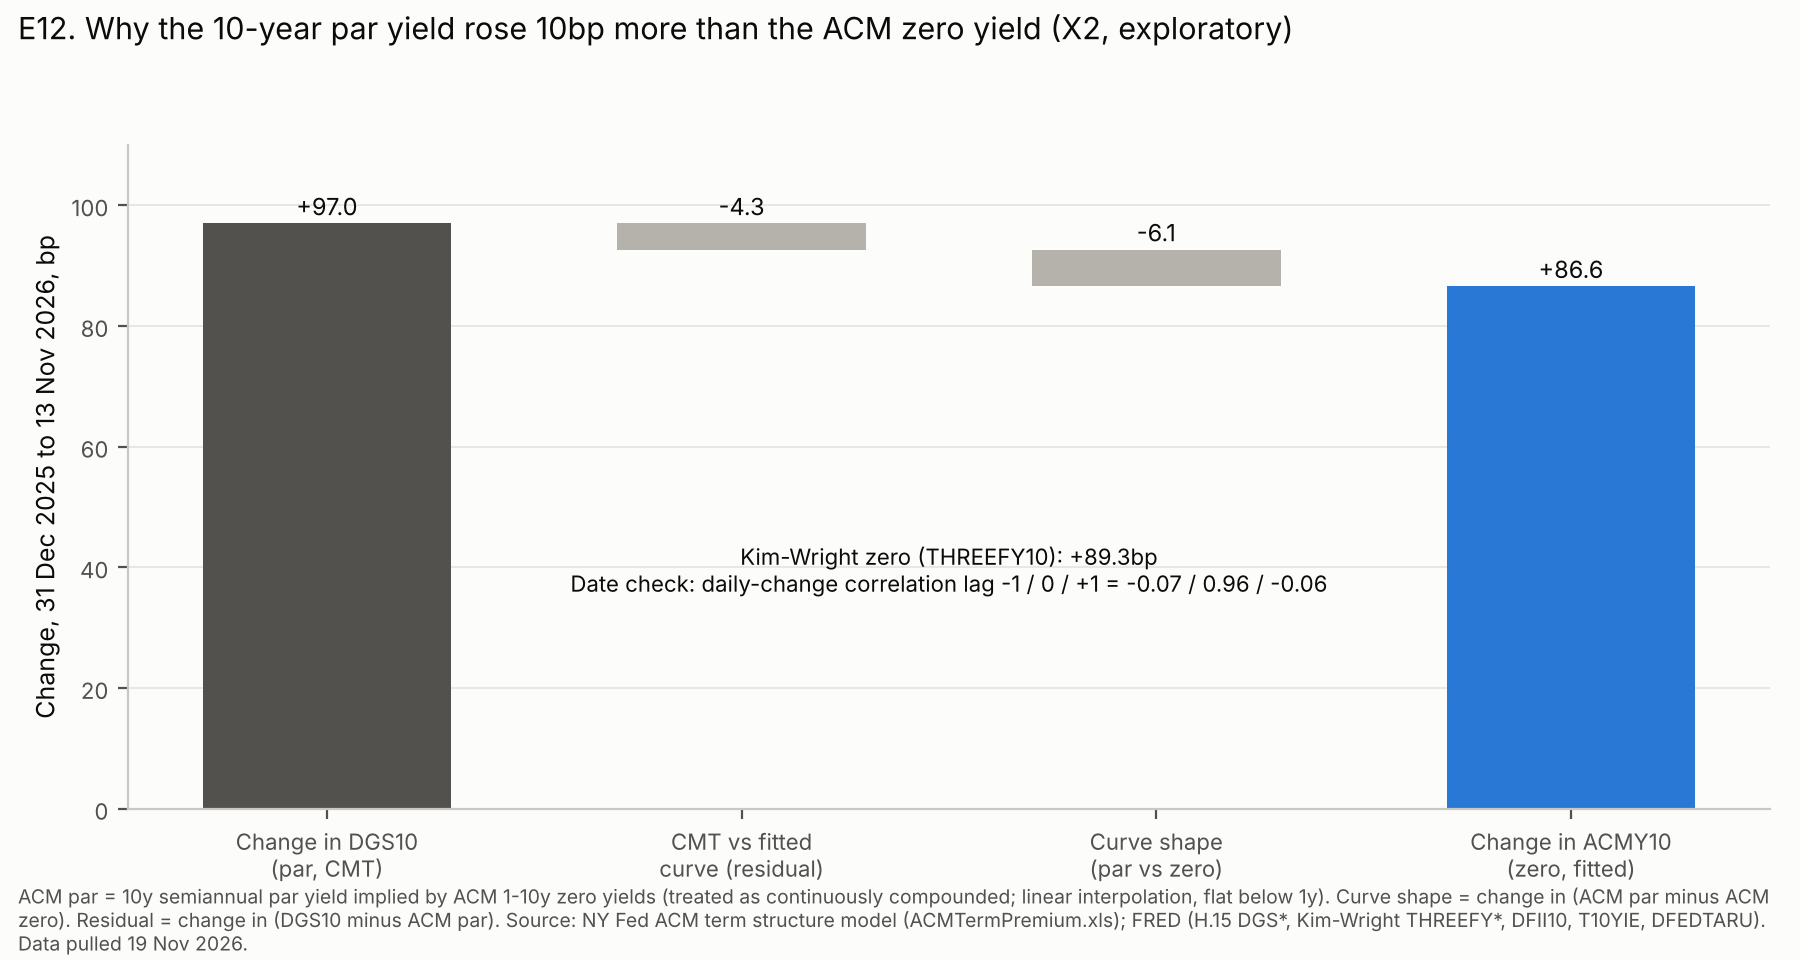 E12. Why the 10-year par yield rose 10bp more than the ACM zero yield (X2, exploratory)
Change, 31 Dec 2025 to 13 Nov 2026, bp
100
80
60
40
20
0
+97.0
-4.3
-6.1
+86.6
Kim-Wright zero (THREEFY10): +89.3bp
Date check: daily-change correlation lag -1 / 0 / +1 = -0.07 / 0.96 / -0.06
Change in DGS10
(par, CMT)
CMT vs fitted
curve (residual)
Curve shape
(par vs zero)
Change in ACMY10
(zero, fitted)
ACM par = 10y semiannual par yield implied by ACM 1-10y zero yields (treated as continuously compounded; linear interpolation, flat below 1y). Curve shape = change in (ACM par minus ACM
zero). Residual = change in (DGS10 minus ACM par). Source: NY Fed ACM term structure model (ACMTermPremium.xls); FRED (H.15 DGS*, Kim-Wright THREEFY*, DFII10, T10YIE, DFEDTARU).
Data pulled 19 Nov 2026.